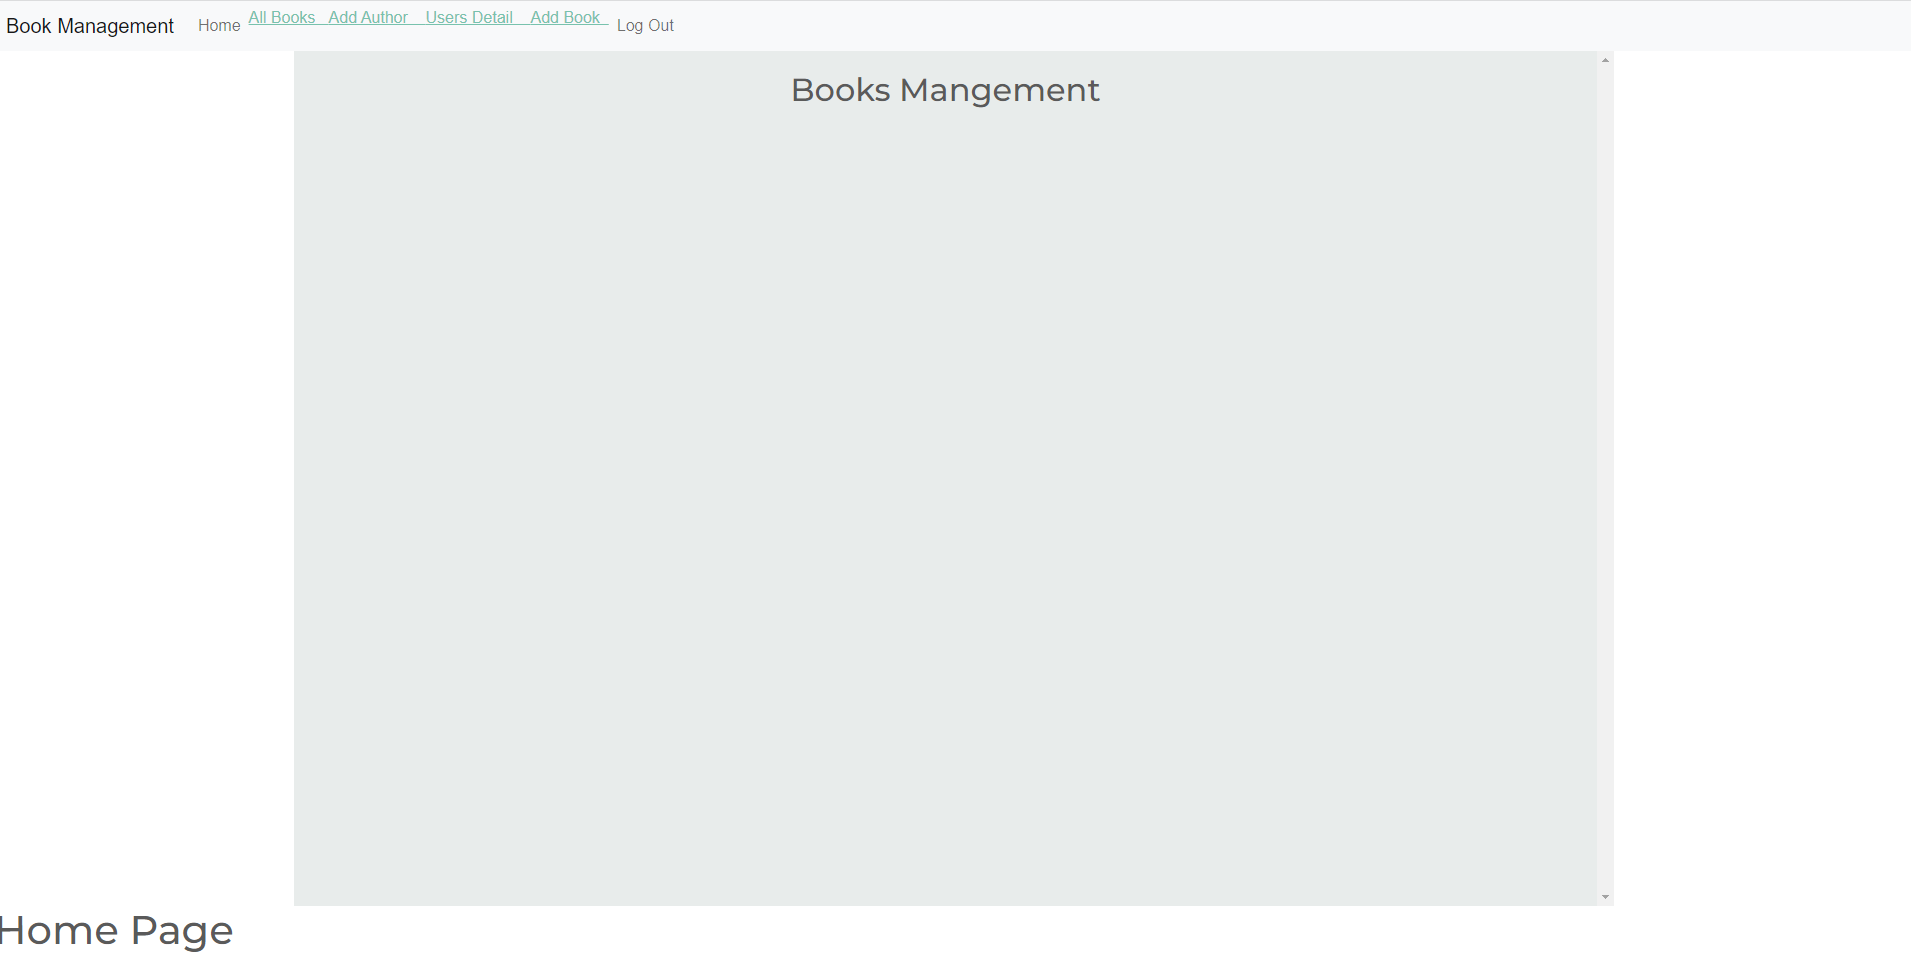 Book Management Home All Books Add Author Users Detail Add Book Log Out
Books Mangement
Home Page